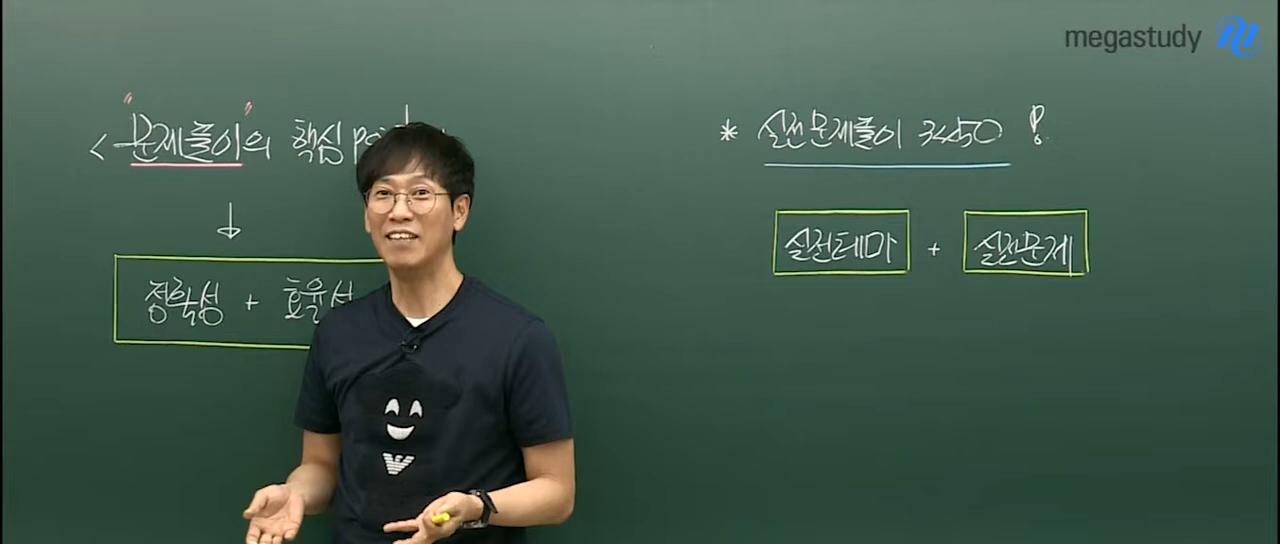 megastudy
< "문제풀이"의 핵심 po
정확성 + 효율성
* 실전문제풀이 3450 !
실전테마 + 실전문제